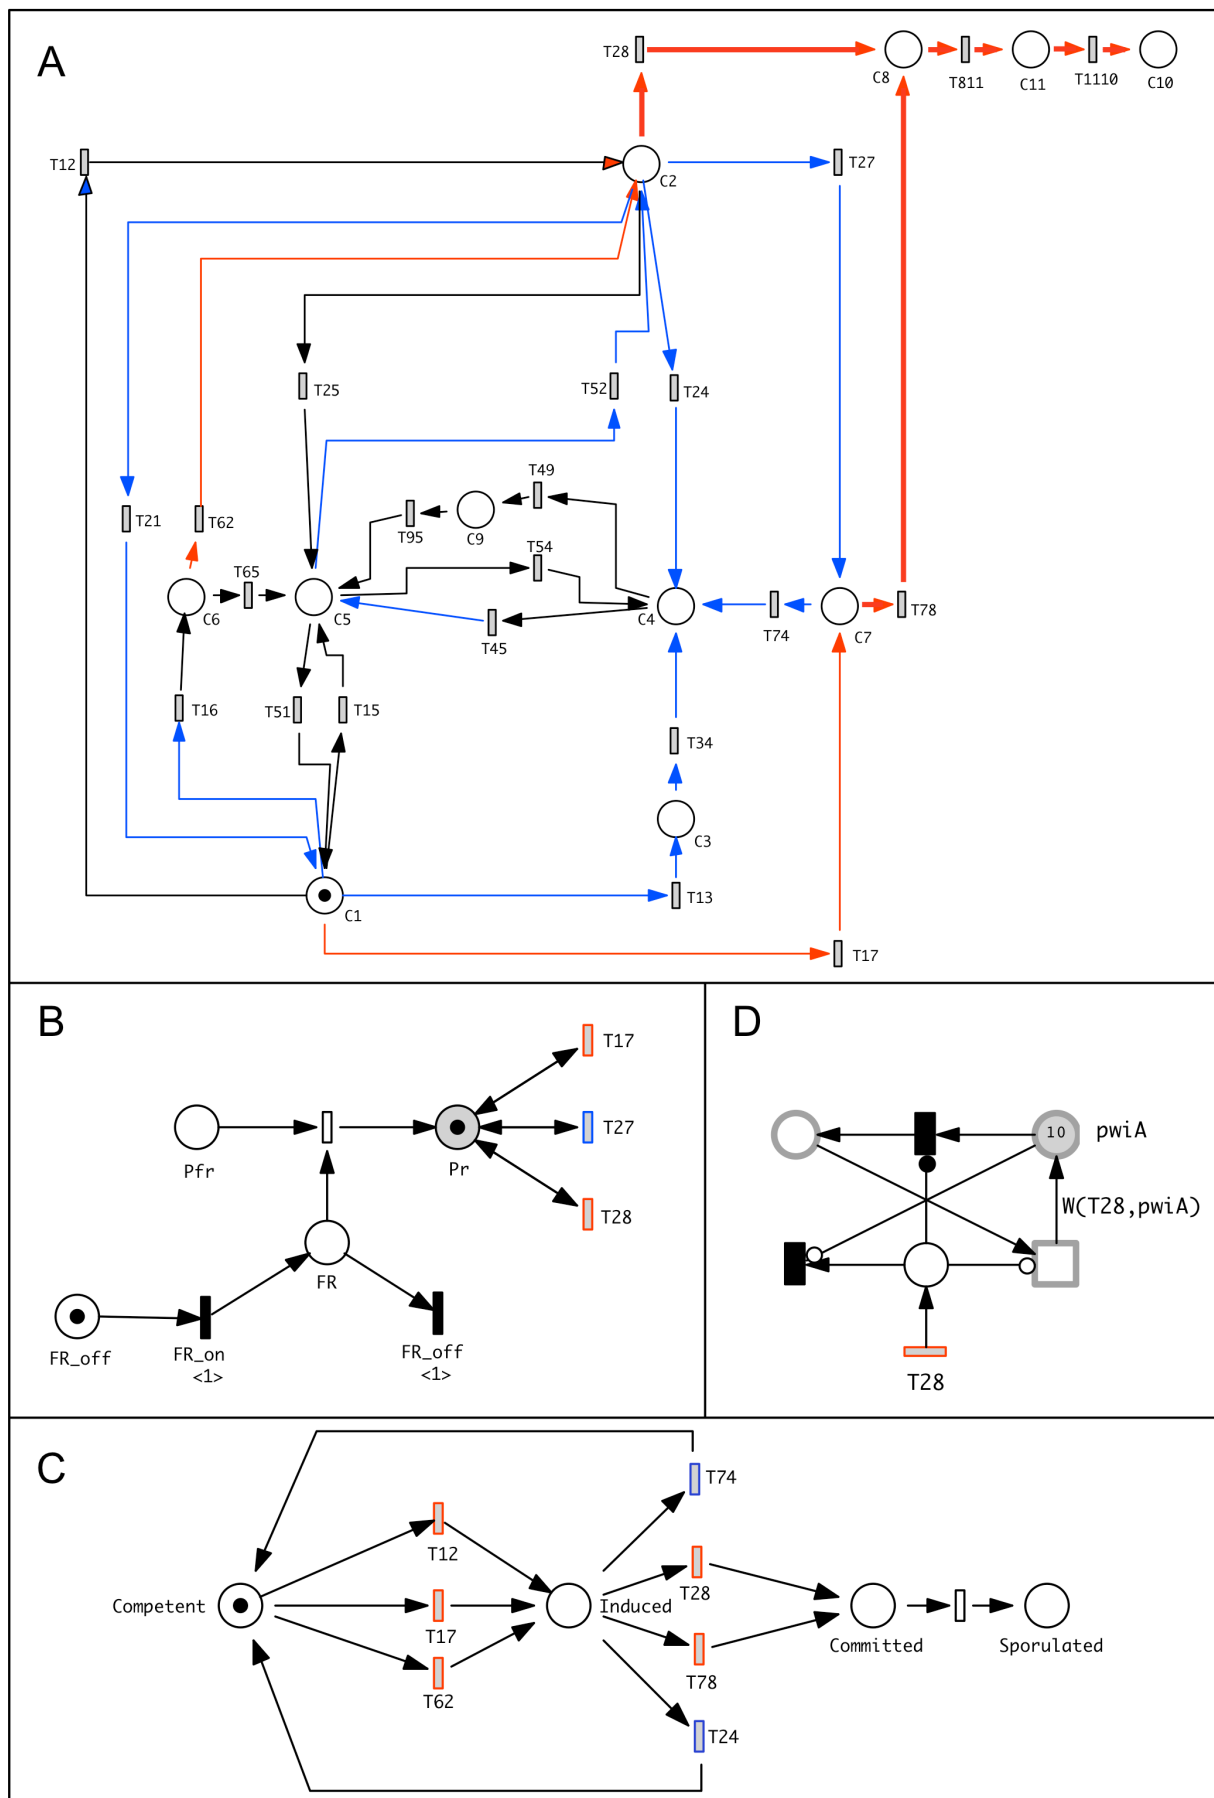 A
T28
C8
T811
C11
T1110
C10
T12
C2
T27
T25
T52
T24
T49
T21
T62
T95
C9
T54
T65
C6
C5
C4
T45
T74
C7
T78
T16
T51
T15
T34
C3
C1
T13
T17
B
T17
Pfr
Pr
T27
T28
FR
FR_off
FR_on
<1>
FR_off
<1>
D
10
pwiA
W(T28,pwiA)
T28
C
T74
T12
T28
Competent
Induced
T17
Committed
Sporulated
T78
T62
T24